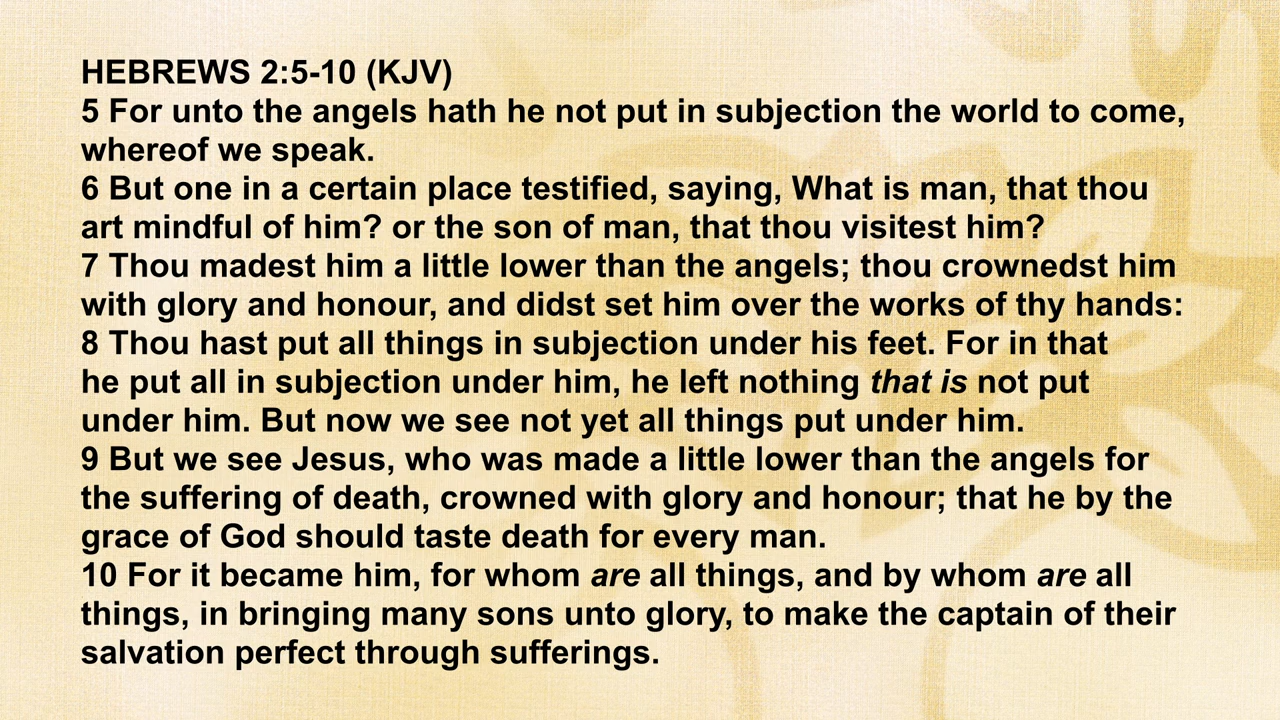 HEBREWS 2:5-10 (KJV)
5 For unto the angels hath he not put in subjection the world to come,
whereof we speak.
6 But one in a certain place testified, saying, What is man, that thou
art mindful of him? or the son of man, that thou visitest him?
7 Thou madest him a little lower than the angels; thou crownedst him
with glory and honour, and didst set him over the works of thy hands:
8 Thou hast put all things in subjection under his feet. For in that
he put all in subjection under him, he left nothing that is not put
under him. But now we see not yet all things put under him.
9 But we see Jesus, who was made a little lower than the angels for
the suffering of death, crowned with glory and honour; that he by the
grace of God should taste death for every man.
10 For it became him, for whom are all things, and by whom are all
things, in bringing many sons unto glory, to make the captain of their
salvation perfect through sufferings.